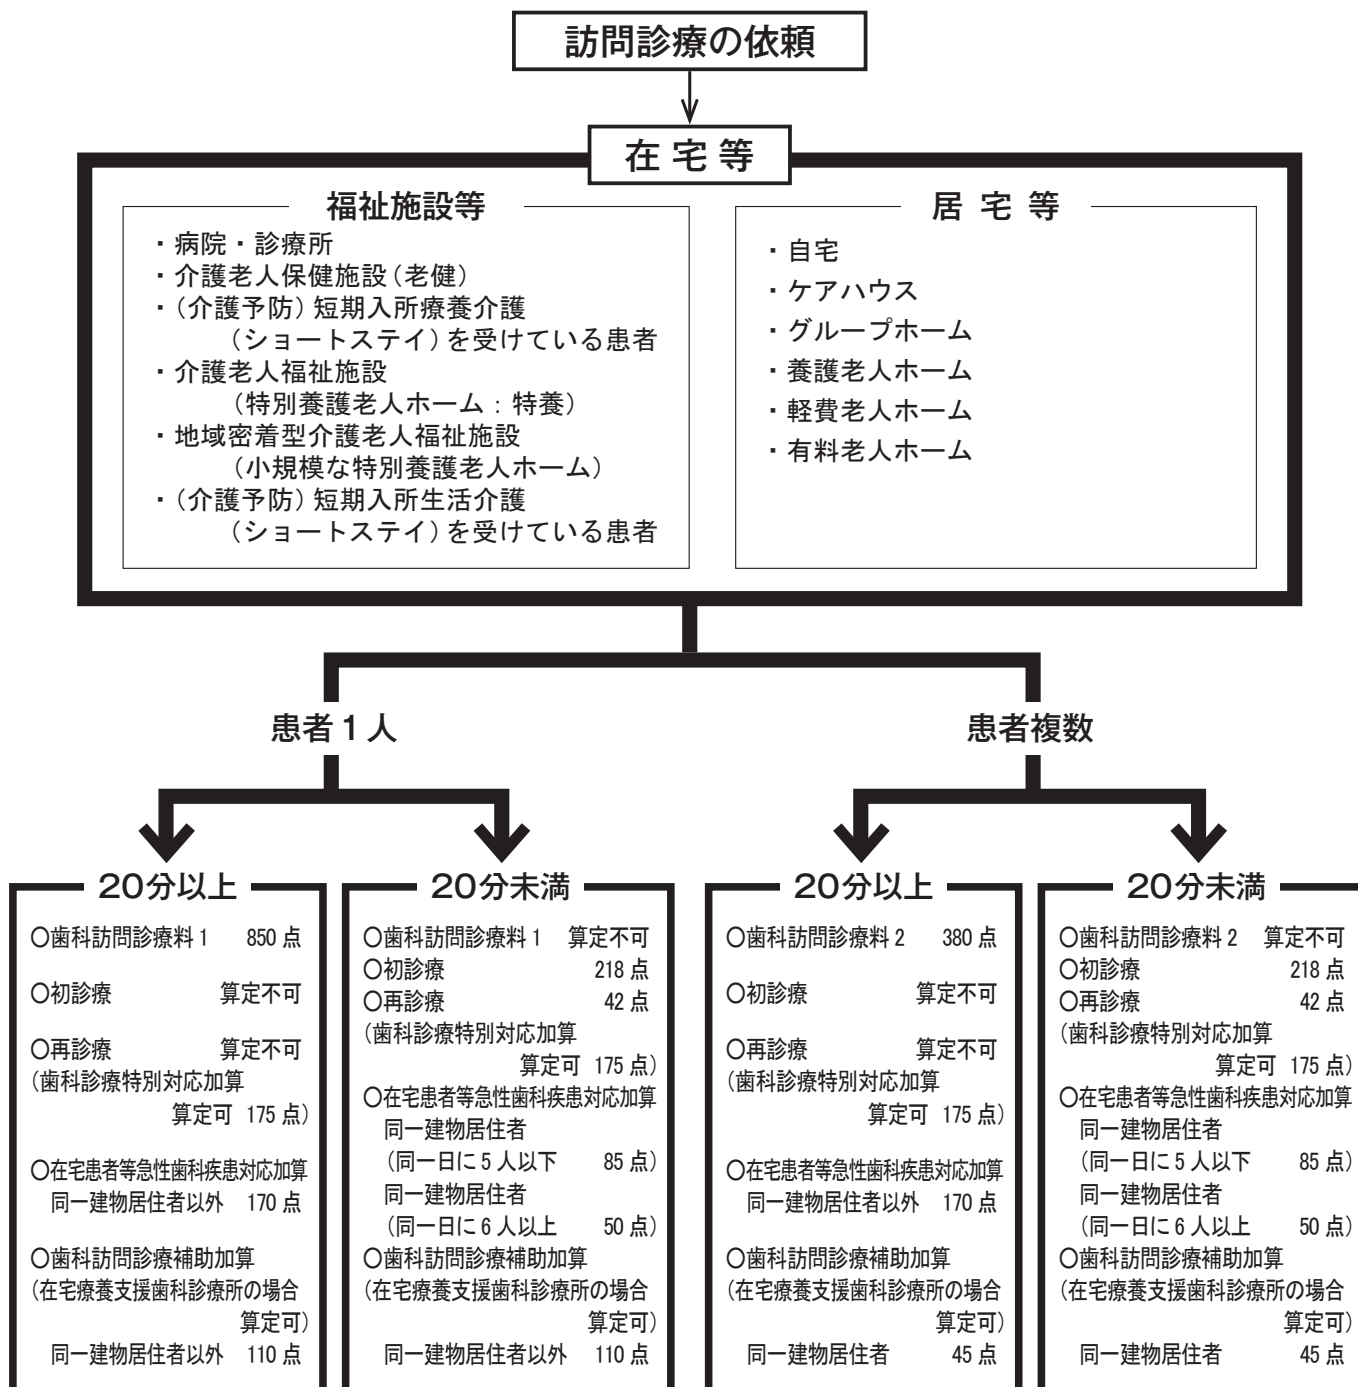 訪問診療の依頼
在宅等
福祉施設等
・病院・診療所
・介護老人保健施設(老健)
・(介護予防)短期入所療養介護
(ショートステイ)を受けている患者
・介護老人福祉施設
(特別養護老人ホーム:特養)
・地域密着型介護老人福祉施設
(小規模な特別養護老人ホーム)
・(介護予防)短期入所生活介護
(ショートステイ)を受けている患者
居宅等
・自宅
・ケアハウス
・グループホーム
・養護老人ホーム
・軽費老人ホーム
・有料老人ホーム
患者1人
患者複数
20分以上
○歯科訪問診療料1 850点
○初診療 算定不可
○再診療 算定不可
(歯科診療特別対応加算
算定可 175点)
○在宅患者等急性歯科疾患対応加算
同一建物居住者以外 170点
○歯科訪問診療補助加算
(在宅療養支援歯科診療所の場合
算定可)
同一建物居住者以外 110点
20分未満
○歯科訪問診療料1 算定不可
○初診療 218点
○再診療 42点
(歯科診療特別対応加算
算定可 175点)
○在宅患者等急性歯科疾患対応加算
同一建物居住者
(同一日に5人以下 85点)
同一建物居住者
(同一日に6人以上 50点)
○歯科訪問診療補助加算
(在宅療養支援歯科診療所の場合
算定可)
同一建物居住者以外 110点
20分以上
○歯科訪問診療料2 380点
○初診療 算定不可
○再診療 算定不可
(歯科診療特別対応加算
算定可 175点)
○在宅患者等急性歯科疾患対応加算
同一建物居住者以外 170点
○歯科訪問診療補助加算
(在宅療養支援歯科診療所の場合
算定可)
同一建物居住者 45点
20分未満
○歯科訪問診療料2 算定不可
○初診療 218点
○再診療 42点
(歯科診療特別対応加算
算定可 175点)
○在宅患者等急性歯科疾患対応加算
同一建物居住者
(同一日に5人以下 85点)
同一建物居住者
(同一日に6人以上 50点)
○歯科訪問診療補助加算
(在宅療養支援歯科診療所の場合
算定可)
同一建物居住者 45点